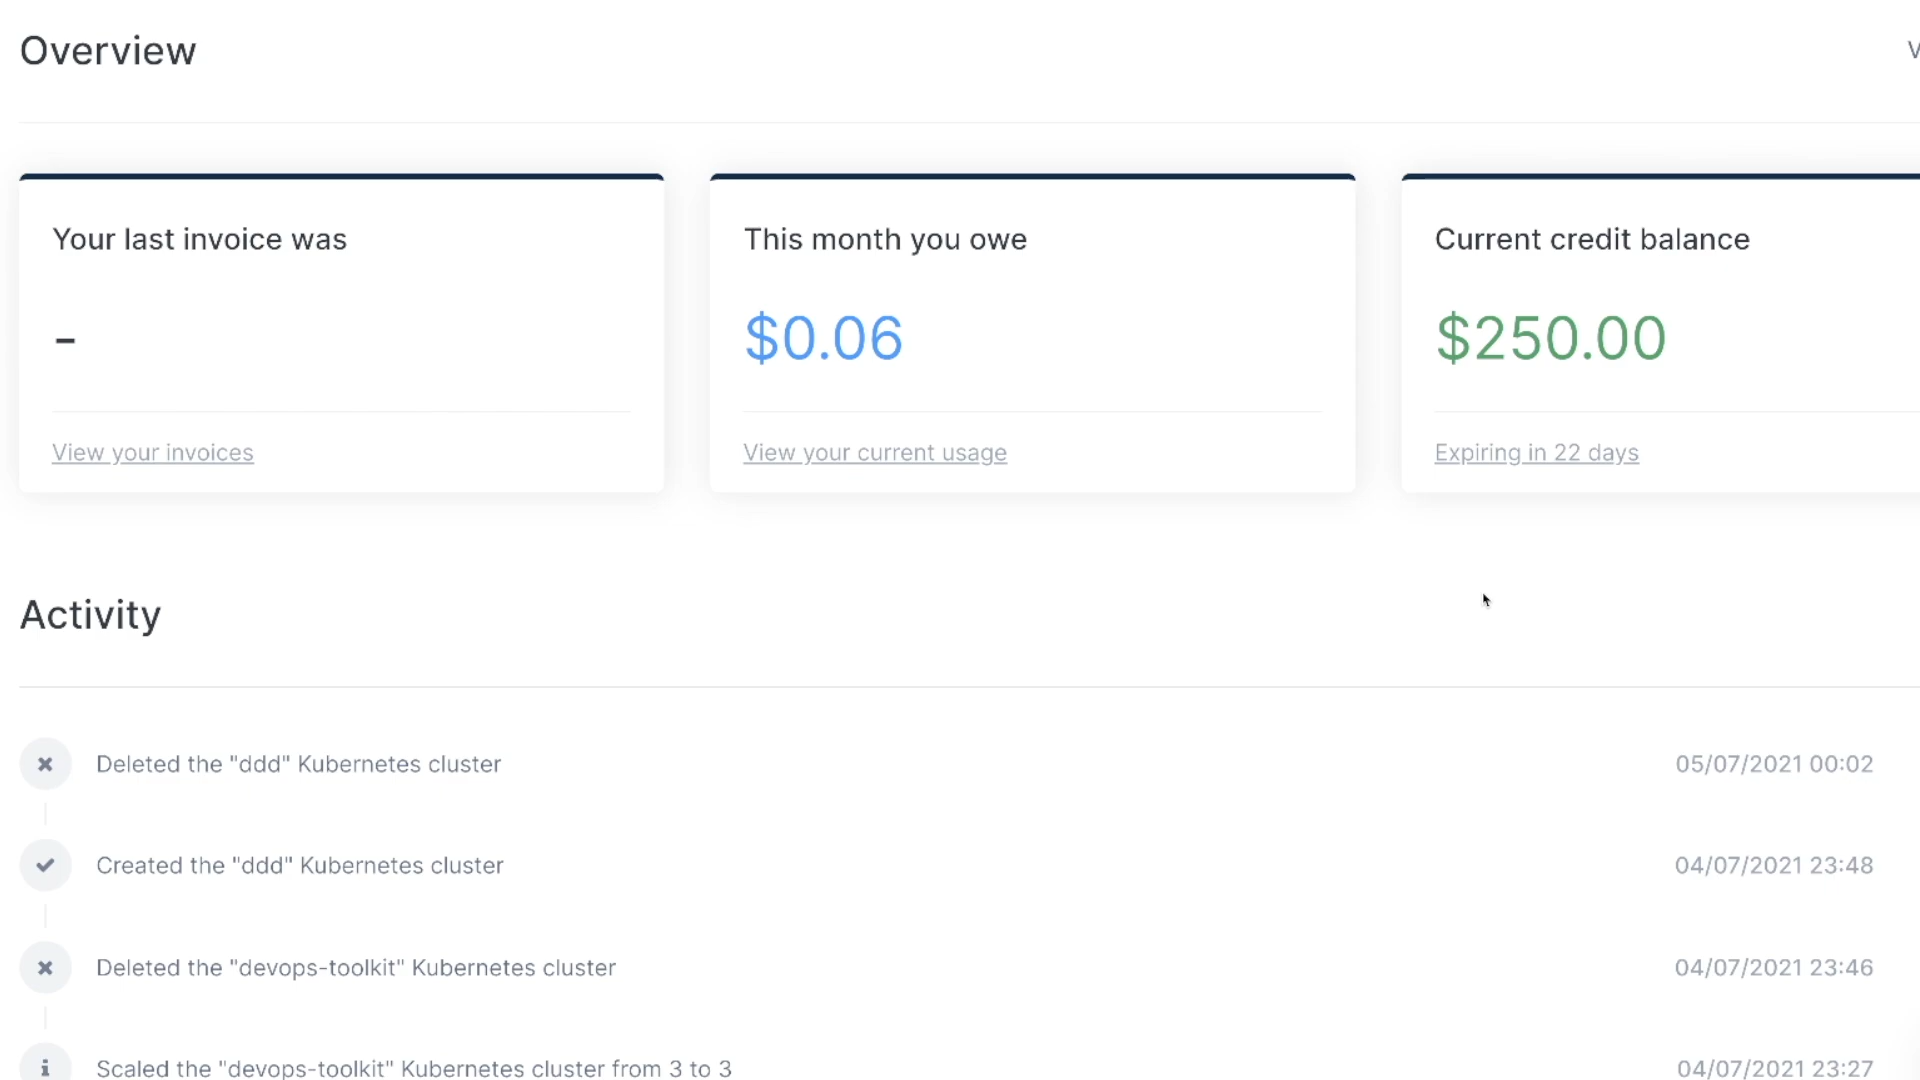 Overview
Your last invoice was
-
View your invoices
This month you owe
$0.06
View your current usage
Current credit balance
$250.00
Expiring in 22 days
Activity
Deleted the "ddd" Kubernetes cluster 05/07/2021 00:02
Created the "ddd" Kubernetes cluster 04/07/2021 23:48
Deleted the "devops-toolkit" Kubernetes cluster 04/07/2021 23:46
Scaled the "devops-toolkit" Kubernetes cluster from 3 to 3 04/07/2021 23:27